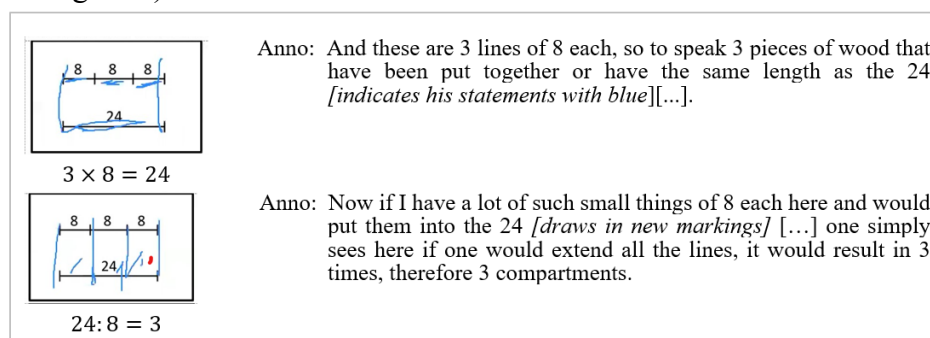 8 8 8
24
3 × 8 = 24
Anno: And these are 3 lines of 8 each, so to speak 3 pieces of wood that
have been put together or have the same length as the 24
[indicates his statements with blue][...].
8 8 8
24
24: 8 = 3
Anno: Now if I have a lot of such small things of 8 each here and would
put them into the 24 [draws in new markings] [...] one simply
sees here if one would extend all the lines, it would result in 3
times, therefore 3 compartments.